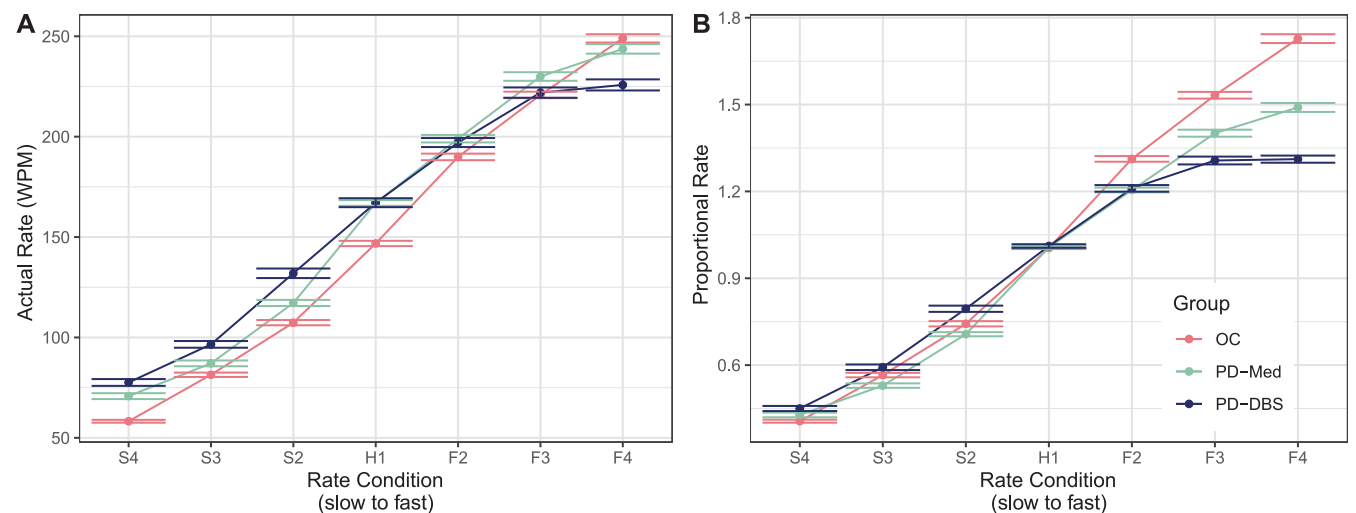 A
Actual Rate (WPM)
250
200
150
100
50
S4 S3 S2 H1 F2 F3 F4
Rate Condition
(slow to fast)
B
Proportional Rate
1.8
1.5
1.2
0.9
0.6
S4 S3 S2 H1 F2 F3 F4
Rate Condition
(slow to fast)
Group
OC
PD−Med
PD−DBS